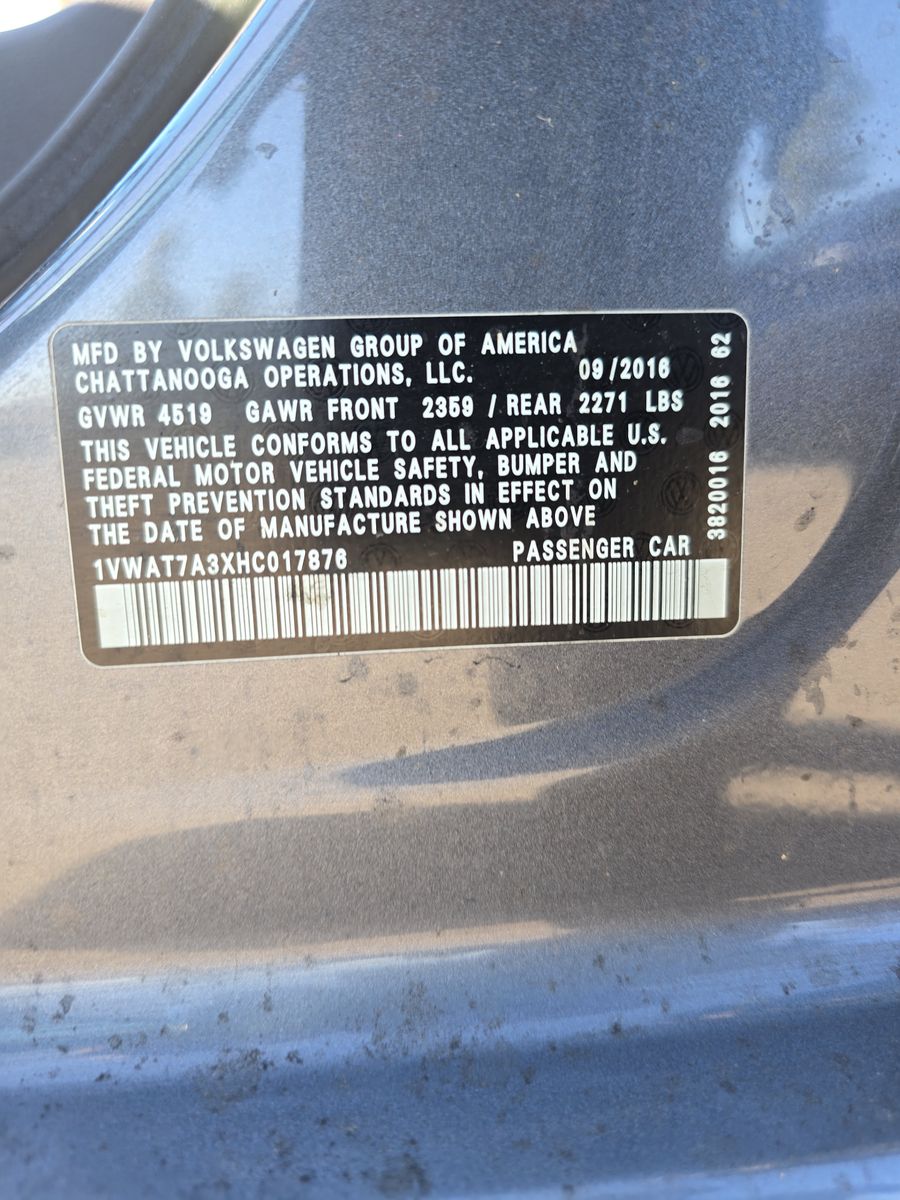 MFD BY VOLKSWAGEN GROUP OF AMERICA
CHATTANOOGA OPERATIONS, LLC. 09/2016
GVWR 4519 GAWR FRONT 2359 / REAR 2271 LBS
THIS VEHICLE CONFORMS TO ALL APPLICABLE U.S.
FEDERAL MOTOR VEHICLE SAFETY, BUMPER AND
THEFT PREVENTION STANDARDS IN EFFECT ON
THE DATE OF MANUFACTURE SHOWN ABOVE
1VWAT7A3XHC017876 PASSENGER CAR
3820016 2016 62